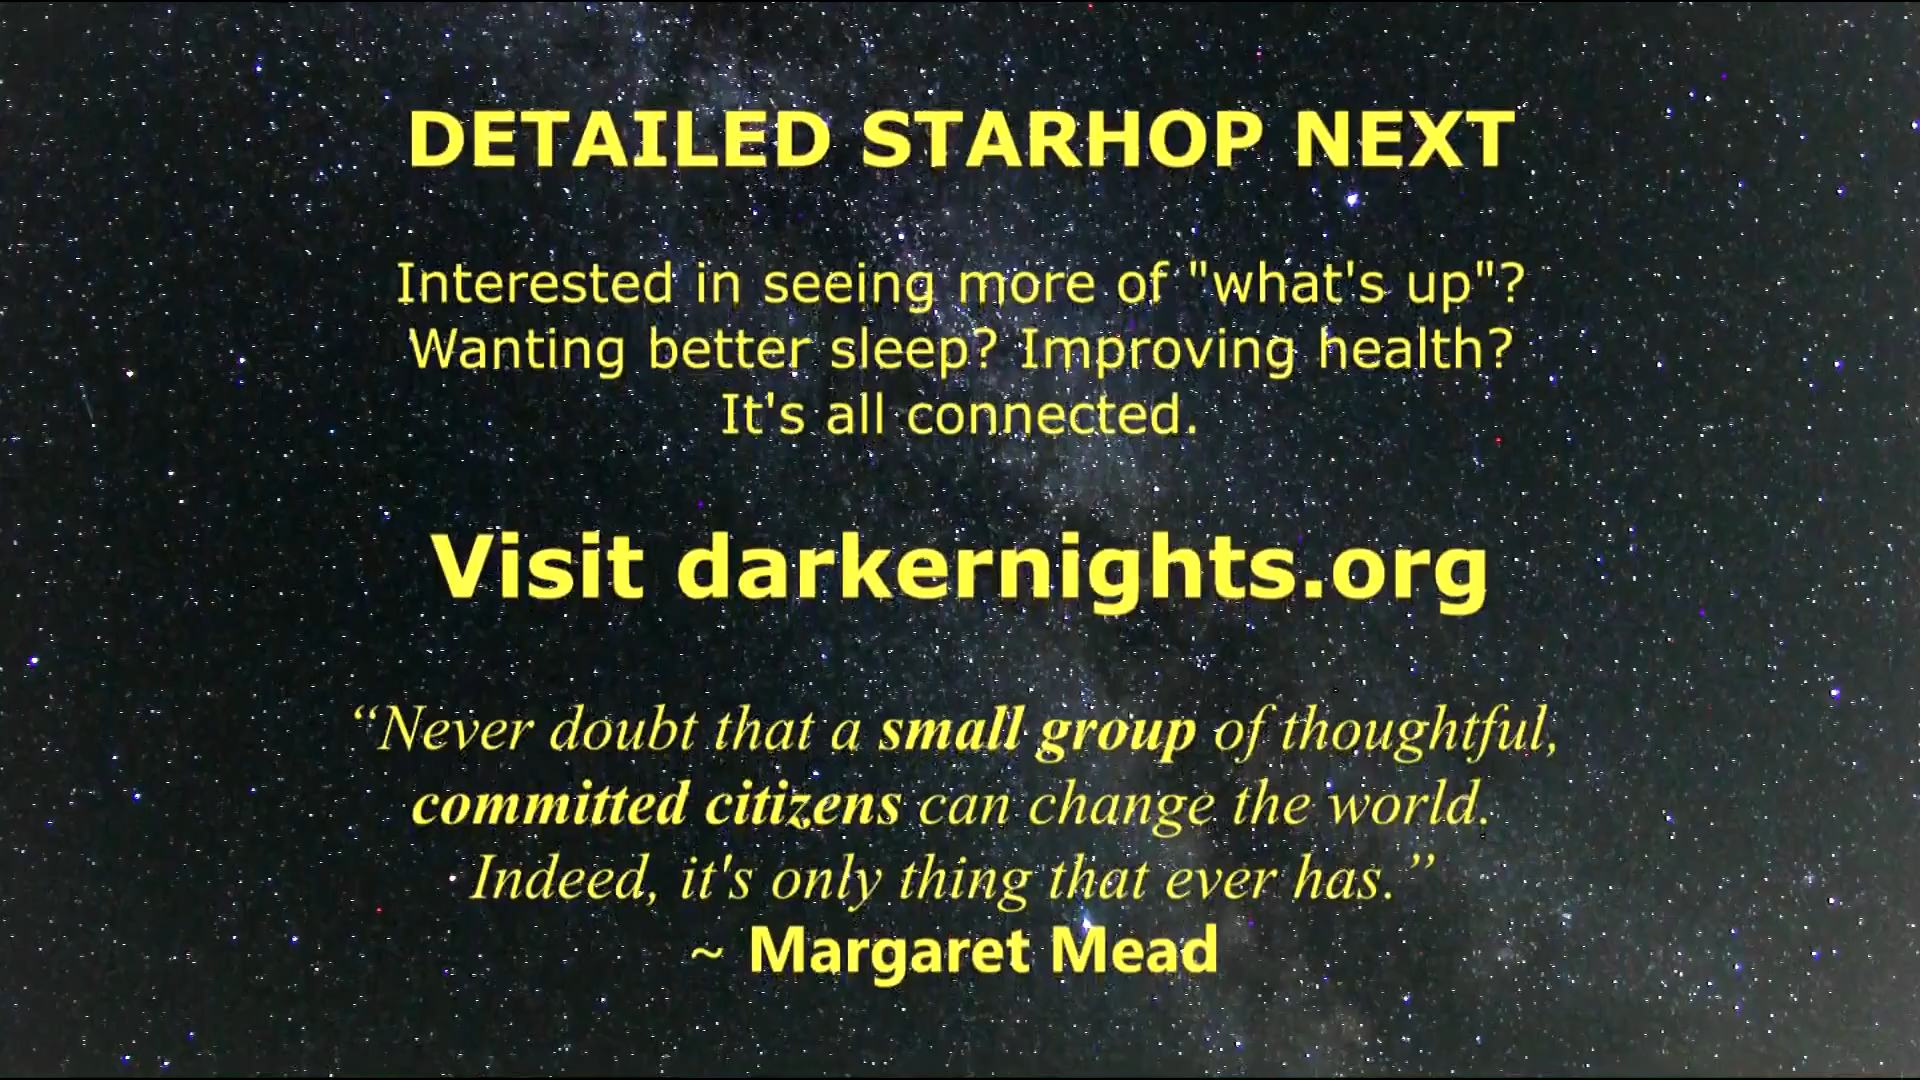 DETAILED STARHOP NEXT
Interested in seeing more of "what's up"?
Wanting better sleep? Improving health?
It's all connected.
Visit darkernights.org
“Never doubt that a small group of thoughtful,
committed citizens can change the world.
Indeed, it's only thing that ever has.”
~ Margaret Mead